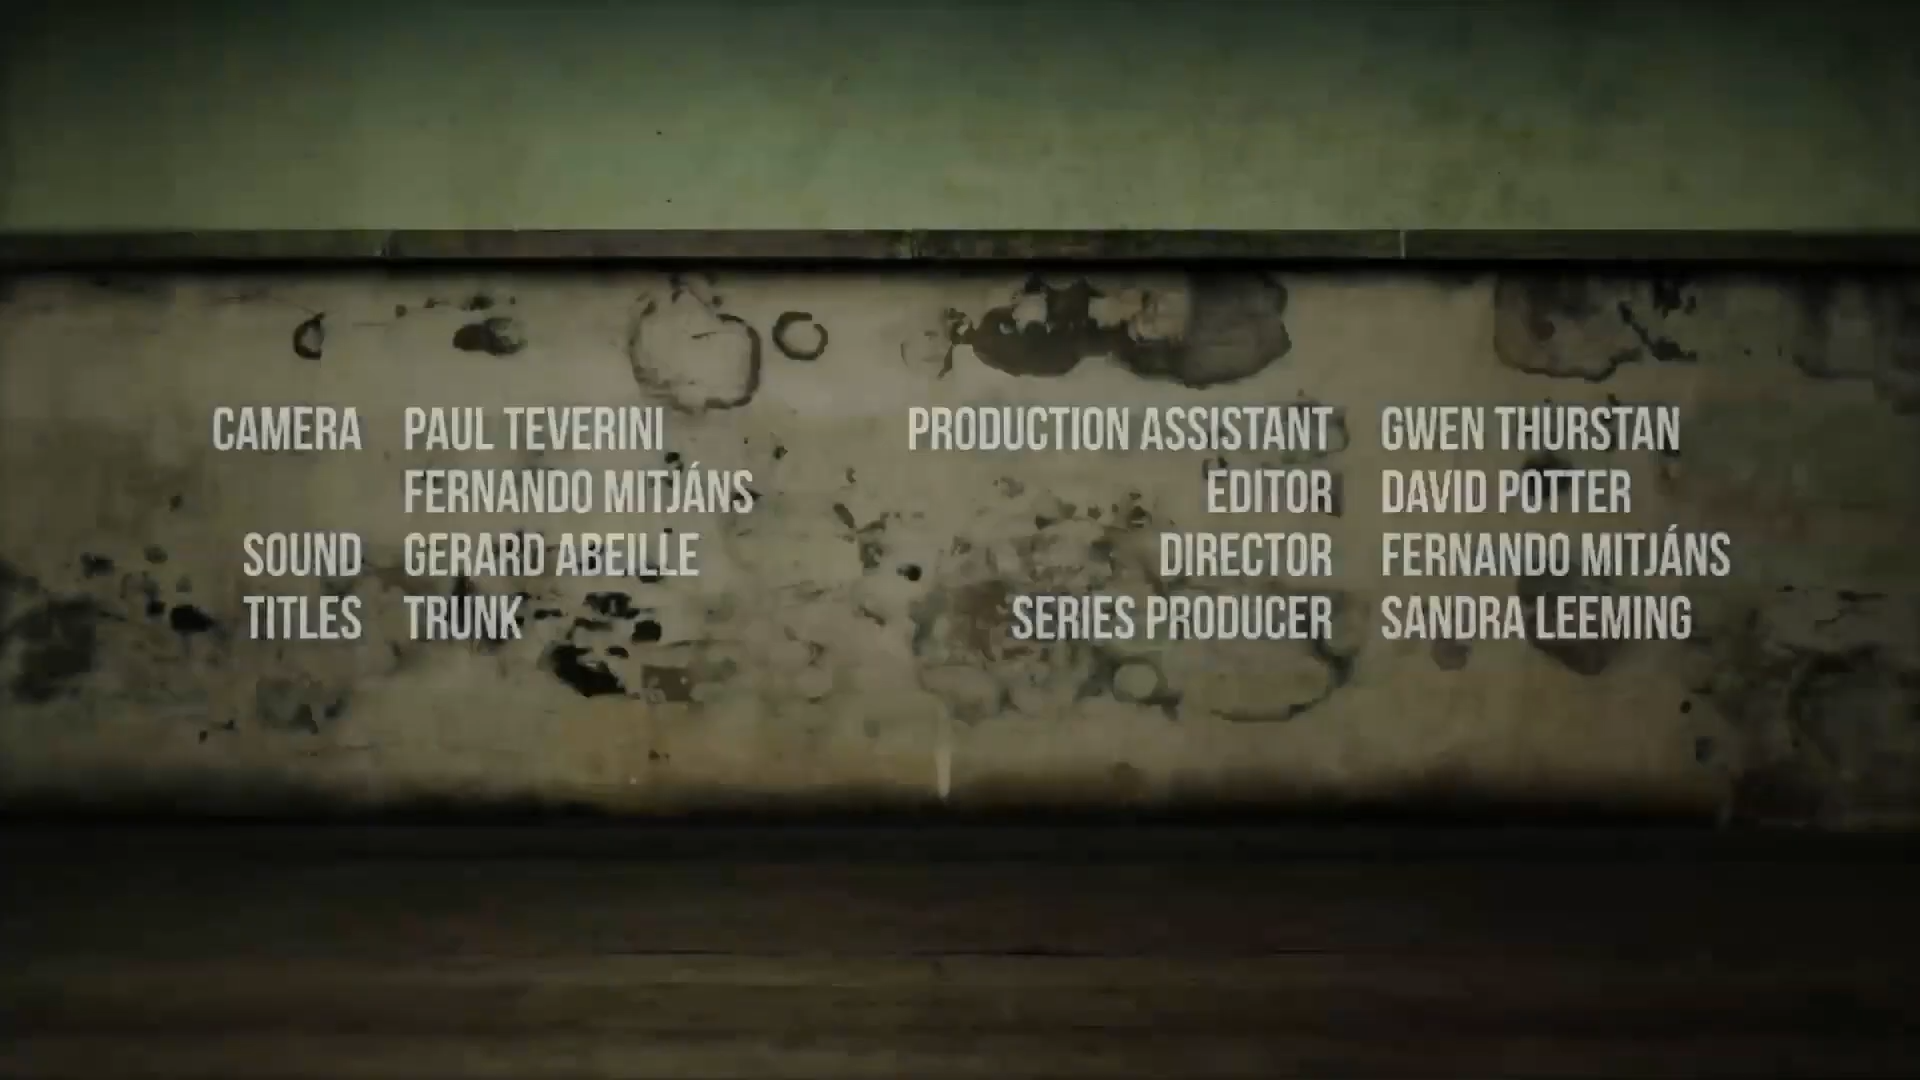 CAMERA PAUL TEVERINI
FERNANDO MITJÁNS
SOUND GERARD ABEILLE
TITLES TRUNK
PRODUCTION ASSISTANT GWEN THURSTAN
EDITOR DAVID POTTER
DIRECTOR FERNANDO MITJÁNS
SERIES PRODUCER SANDRA LEEMING